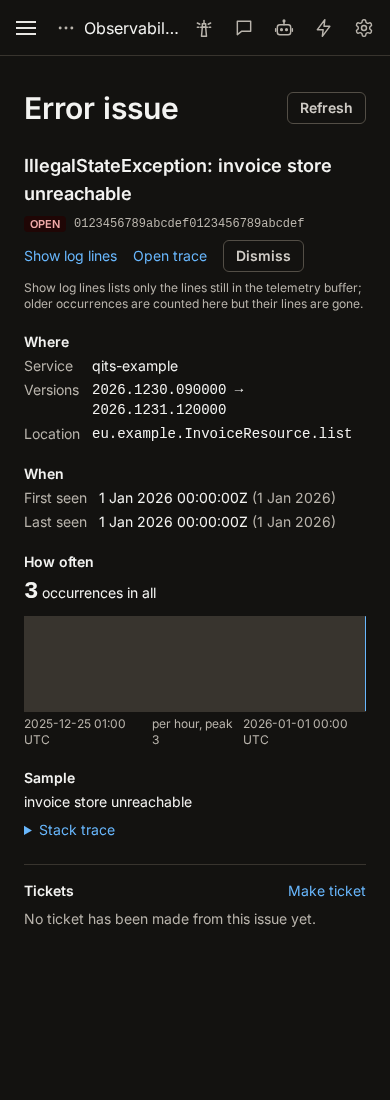 Observabil...
Error issue
Refresh
IllegalStateException: invoice store
unreachable
OPEN 0123456789abcdef0123456789abcdef
Show log lines Open trace Dismiss
Show log lines lists only the lines still in the telemetry buffer;
older occurrences are counted here but their lines are gone.
Where
Service qits-example
Versions 2026.1230.090000 →
2026.1231.120000
Location eu.example.InvoiceResource.list
When
First seen 1 Jan 2026 00:00:00Z (1 Jan 2026)
Last seen 1 Jan 2026 00:00:00Z (1 Jan 2026)
How often
3 occurrences in all
2025-12-25 01:00 UTC
per hour, peak 3
2026-01-01 00:00 UTC
Sample
invoice store unreachable
Stack trace
Tickets Make ticket
No ticket has been made from this issue yet.